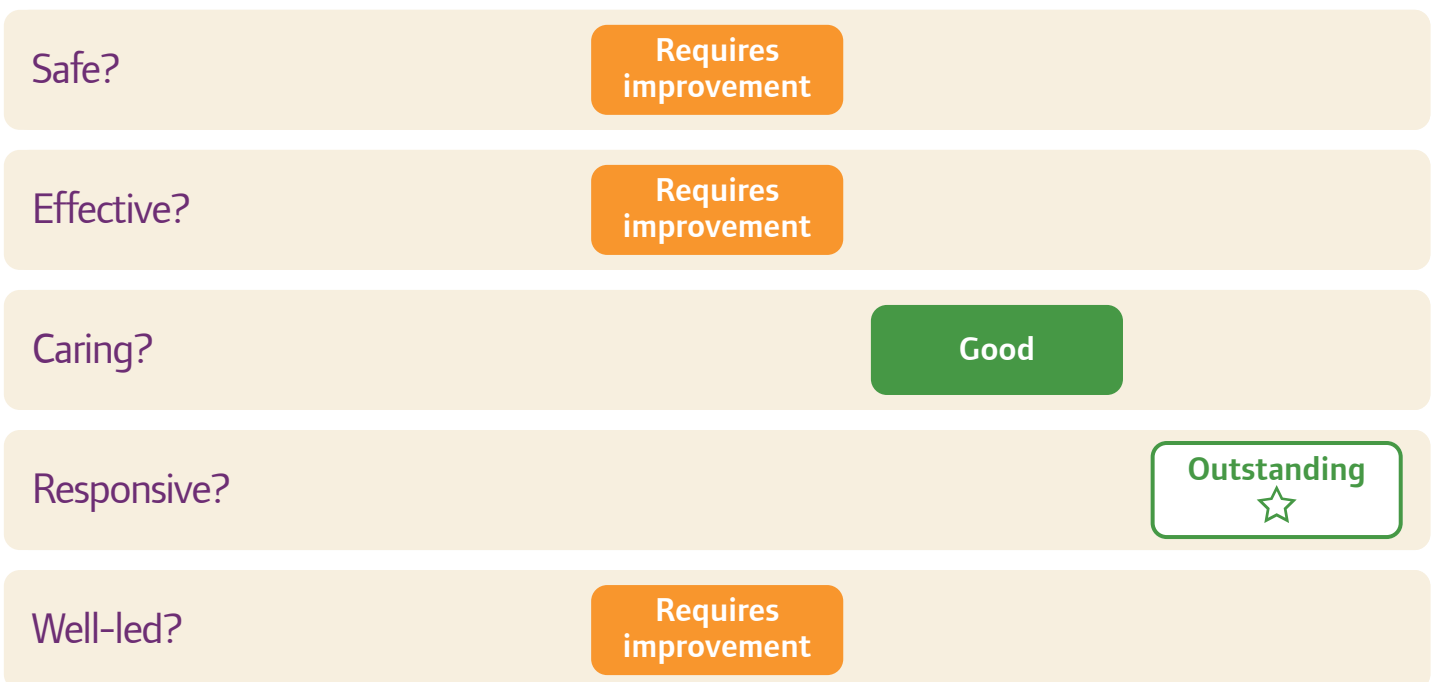 Safe?
Requires
improvement
Effective?
Requires
improvement
Caring?
Good
Responsive?
Outstanding
Well-led?
Requires
improvement